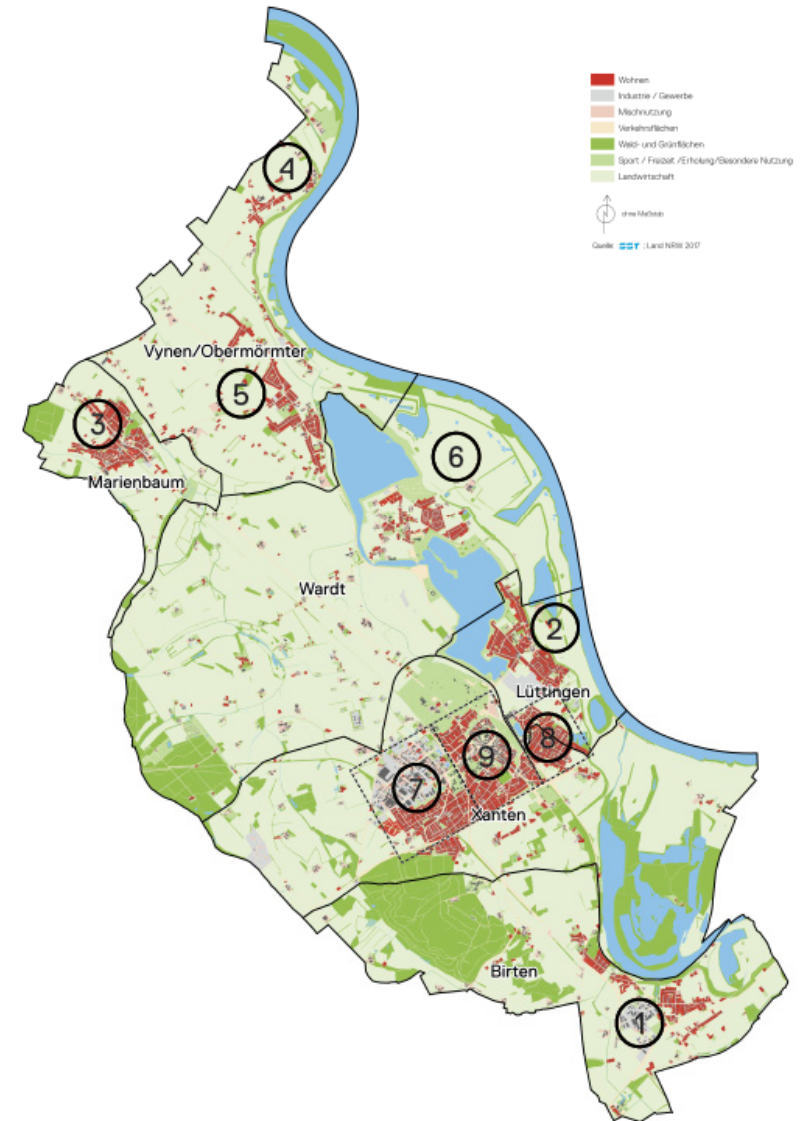 Wohnen
Industrie / Gewerbe
Mischnutzung
Verkehrsflächen
Wald- und Grünflächen
Sport / Freizeit /Erholung/Besondere Nutzung
Landwirtschaft
N
ohne Maßstab
Quelle: SST ; Land NRW 2017
4
Vynen/Obermörmter
5
3
6
Marienbaum
Wardt
2
Lüttingen
8
9
7
Xanten
Birten
1